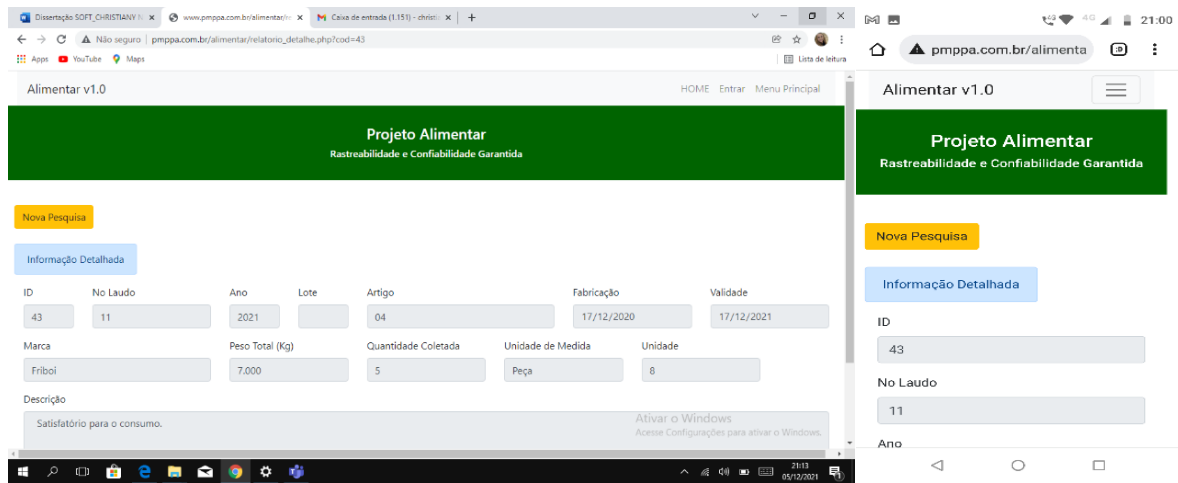 Dissertação SOFT_CHRISTIANY N
www.pmppa.com.br/alimentar/re
Caixa de entrada (1.151) - christi
Não seguro | pmppa.com.br/alimentar/relatorio_detalhe.php?cod=43
Apps YouTube Maps Lista de leitura
Alimentar v1.0 HOME Entrar Menu Principal
Projeto Alimentar
Rastreabilidade e Confiabilidade Garantida
Nova Pesquisa
Informação Detalhada
ID No Laudo Ano Lote Artigo Fabricação Validade
43 11 2021 04 17/12/2020 17/12/2021
Marca Peso Total (Kg) Quantidade Coletada Unidade de Medida Unidade
Friboi 7.000 5 Peça 8
Descrição
Satisfatório para o consumo.
Ativar o Windows
Acesse Configurações para ativar o Windows.
21:13
05/12/2021
4G 21:00
pmppa.com.br/alimenta :D
Alimentar v1.0
Projeto Alimentar
Rastreabilidade e Confiabilidade Garantida
Nova Pesquisa
Informação Detalhada
ID
43
No Laudo
11
Ano